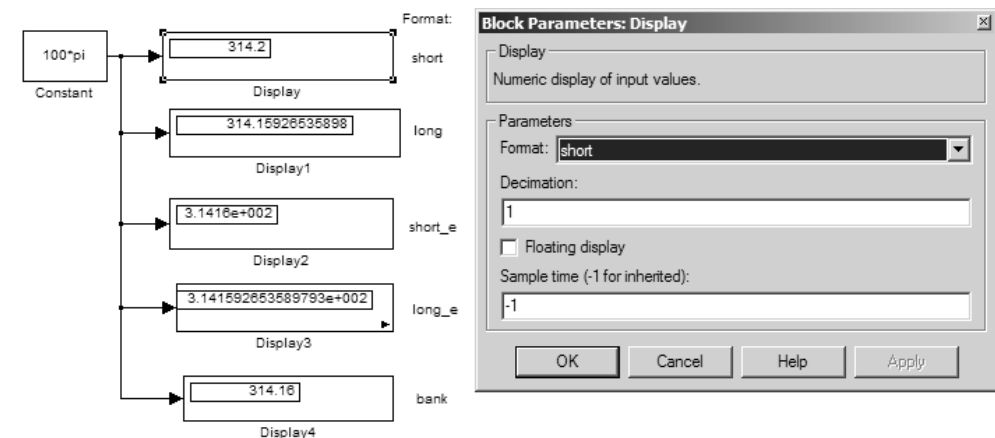 Format:
100*pi
Constant
314.2
Display
short
314.15926535898
Display1
long
3.1416e+002
Display2
short_e
3.141592653589793e+002
Display3
long_e
314.16
Display4
bank
Block Parameters: Display
Display
Numeric display of input values.
Parameters
Format: short
Decimation:
1
Floating display
Sample time (-1 for inherited):
-1
OK Cancel Help Apply